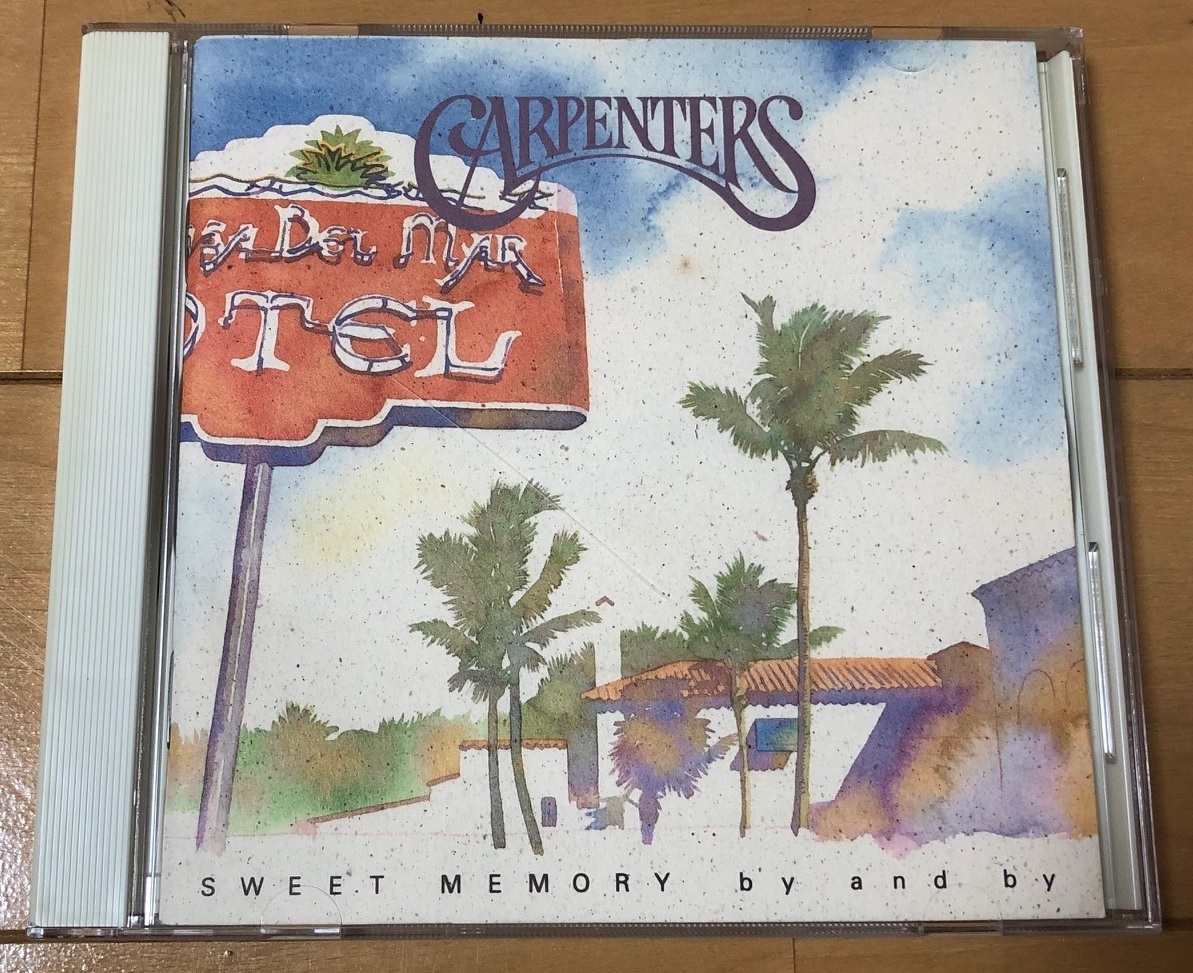 CARPENTERS
DEL MAR
OTEL
SWEET MEMORY by and by